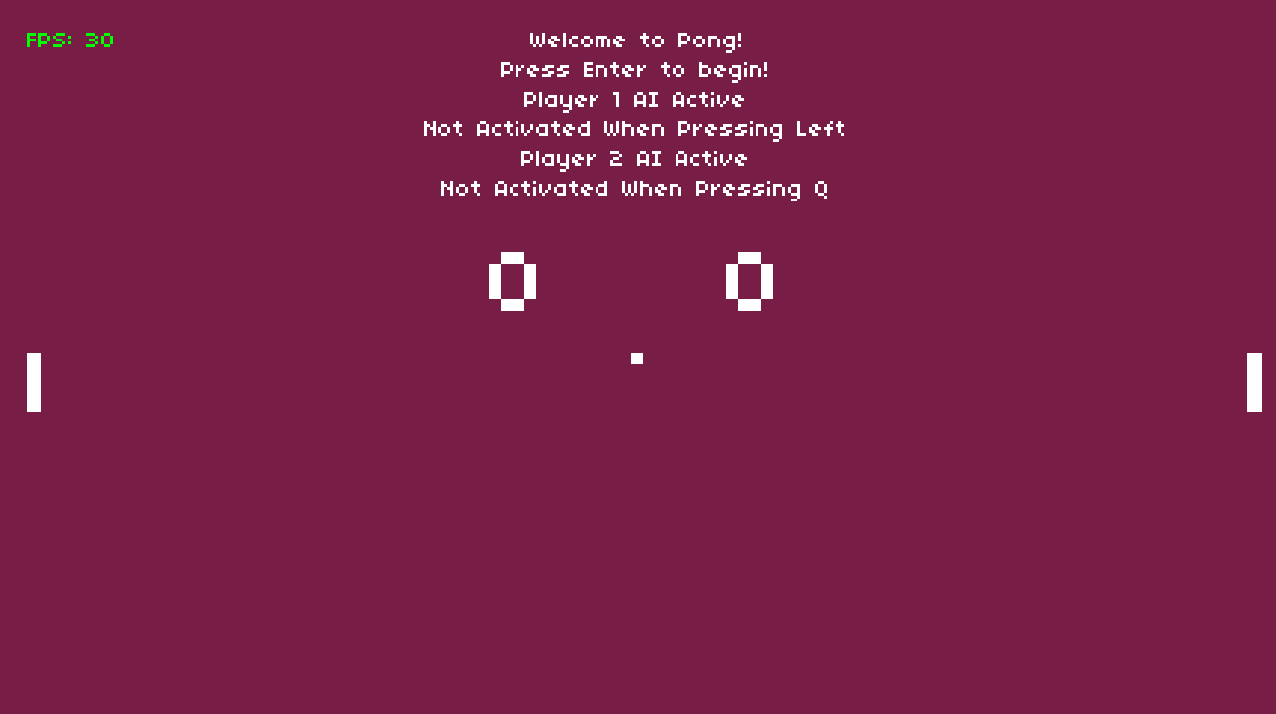 FPS: 30
Welcome to Pong!
Press Enter to begin!
Player 1 AI Active
Not Activated When Pressing Left
Player 2 AI Active
Not Activated When Pressing Q
0 0